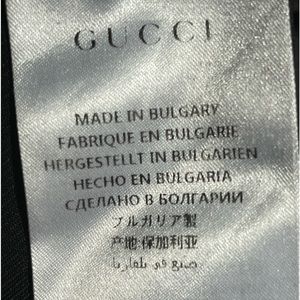 GUCCI
MADE IN BULGARY
FABRIQUE EN BULGARIE
HERGESTELLT IN BULGARIEN
HECHO EN BULGARIA
СДЕЛАНО В БОЛГАРИИ
ブルガリア製
产地:保加利亚
صنع في بلغاريا